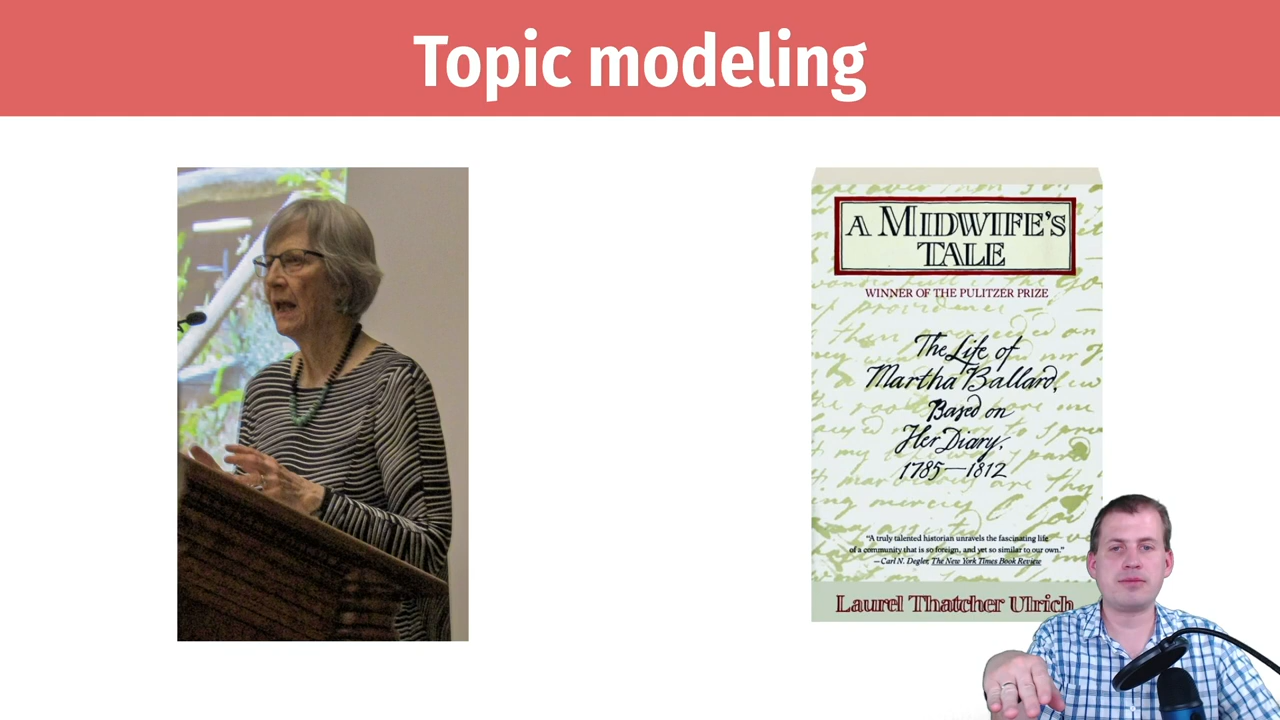 Topic modeling
A MIDWIFE'S
TALE
WINNER OF THE PULITZER PRIZE
The Life of
Martha Ballard,
Based on
Her Diary,
1785—1812
"A truly talented historian unravels the fascinating life
of a community that is so foreign, and yet so similar to our own."
—Carl N. Degler, The New York Times Book Review
Laurel Thatcher Ulrich